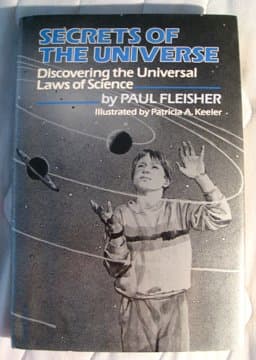 SECRETS OF
THE UNIVERSE
Discovering the Universal
Laws of Science
by PAUL FLEISHER
Illustrated by Patricia A. Keeler